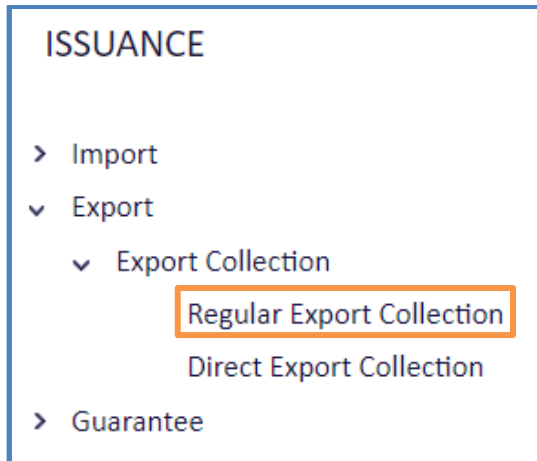 ISSUANCE
Import
Export
Export Collection
Regular Export Collection
Direct Export Collection
Guarantee